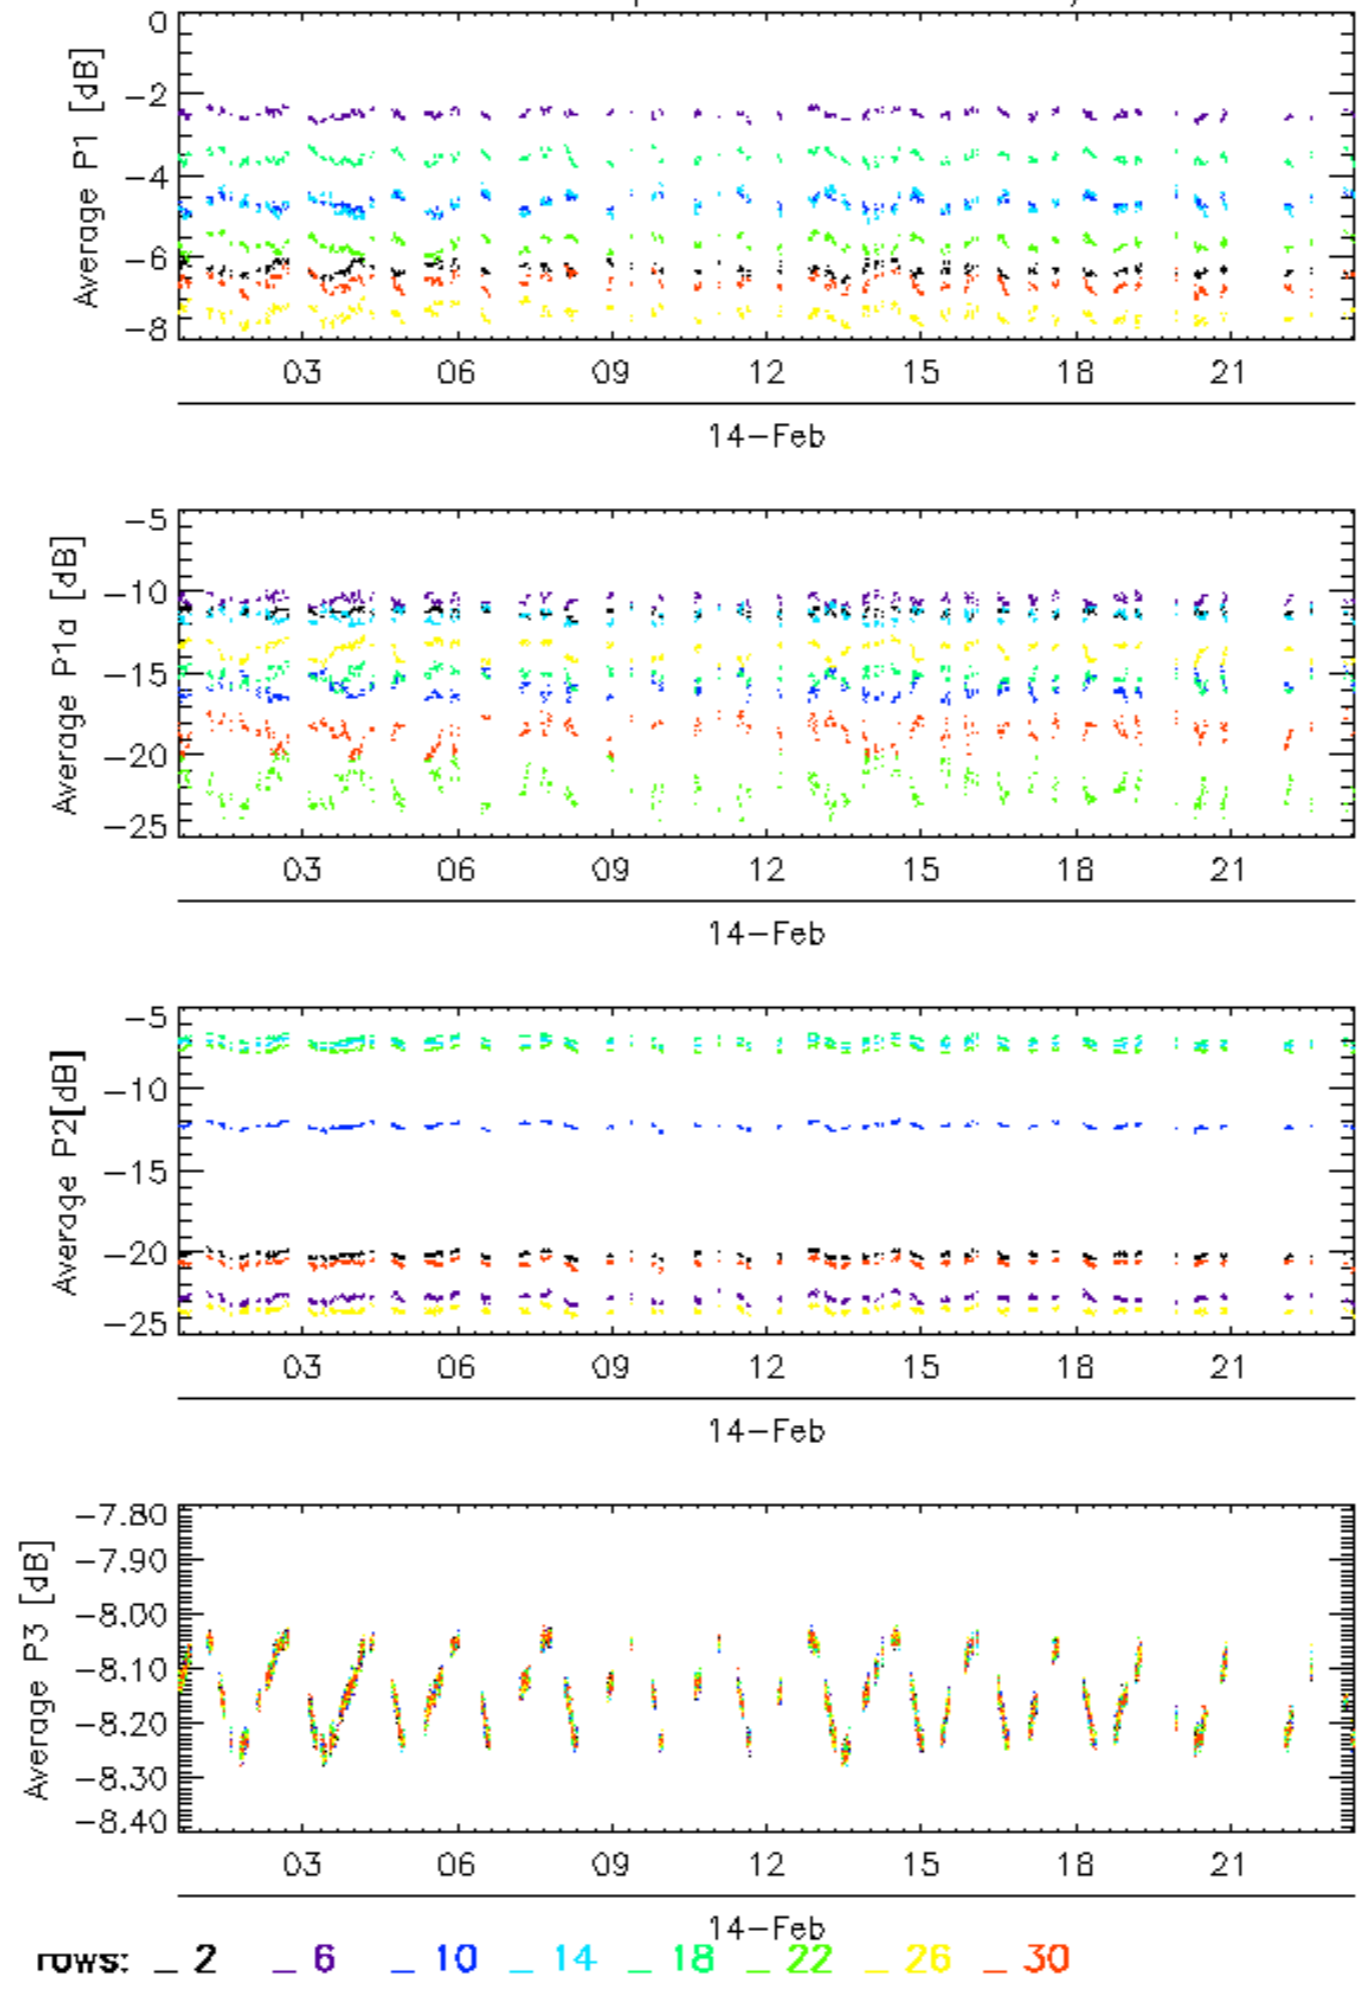 Average P1 [dB]
0
−2
−4
−6
−8
03 06 09 12 15 18 21
14−Feb
Average P1a [dB]
−5
−10
−15
−20
−25
03 06 09 12 15 18 21
14−Feb
Average P2[dB]
−5
−10
−15
−20
−25
03 06 09 12 15 18 21
14−Feb
Average P3 [dB]
−7.80
−7.90
−8.00
−8.10
−8.20
−8.30
−8.40
03 06 09 12 15 18 21
14−Feb
rows: _ 2 _ 6 _ 10 _ 14 _ 18 _ 22 _ 26 _ 30